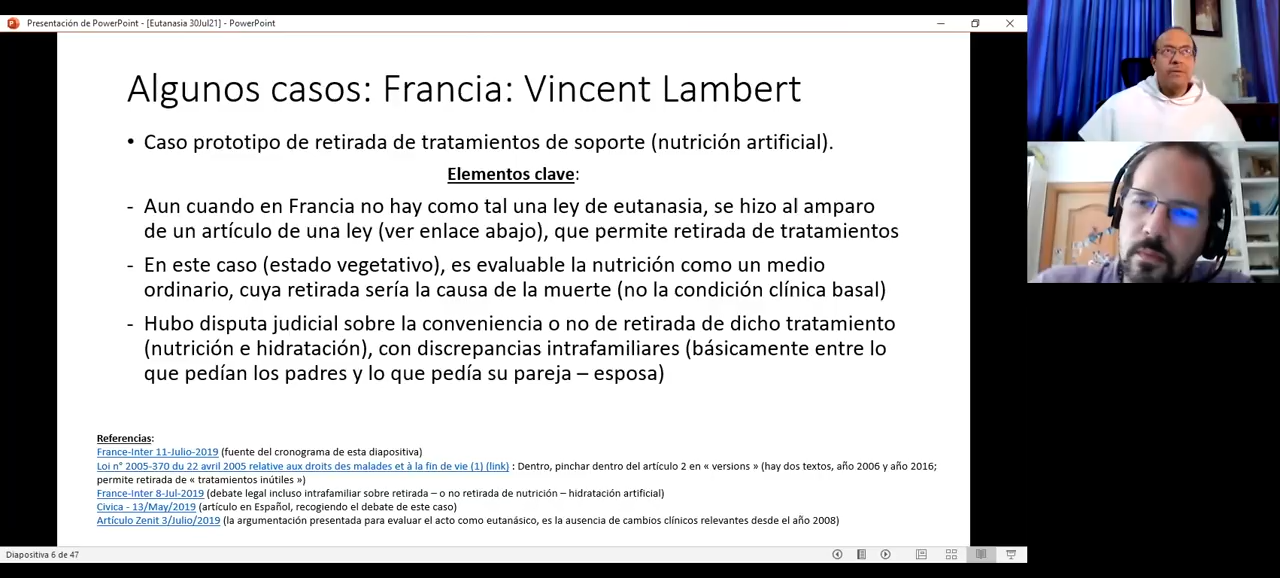 Presentación de PowerPoint - [Eutanasia 30Jul21] - PowerPoint
Algunos casos: Francia: Vincent Lambert
• Caso prototipo de retirada de tratamientos de soporte (nutrición artificial).
Elementos clave:
- Aun cuando en Francia no hay como tal una ley de eutanasia, se hizo al amparo
de un artículo de una ley (ver enlace abajo), que permite retirada de tratamientos
- En este caso (estado vegetativo), es evaluable la nutrición como un medio
ordinario, cuya retirada sería la causa de la muerte (no la condición clínica basal)
- Hubo disputa judicial sobre la conveniencia o no de retirada de dicho tratamiento
(nutrición e hidratación), con discrepancias intrafamiliares (básicamente entre lo
que pedían los padres y lo que pedía su pareja – esposa)
Referencias:
France-Inter 11-Julio-2019 (fuente del cronograma de esta diapositiva)
Loi n° 2005-370 du 22 avril 2005 relative aux droits des malades et à la fin de vie (1) (link) : Dentro, pinchar dentro del artículo 2 en « versions » (hay dos textos, año 2006 y año 2016;
permite retirada de « tratamientos inútiles »)
France-Inter 8-Jul-2019 (debate legal incluso intrafamiliar sobre retirada – o no retirada de nutrición – hidratación artificial)
Civica - 13/May/2019 (artículo en Español, recogiendo el debate de este caso)
Artículo Zenit 3/Julio/2019 (la argumentación presentada para evaluar el acto como eutanásico, es la ausencia de cambios clínicos relevantes desde el año 2008)
Diapositiva 6 de 47